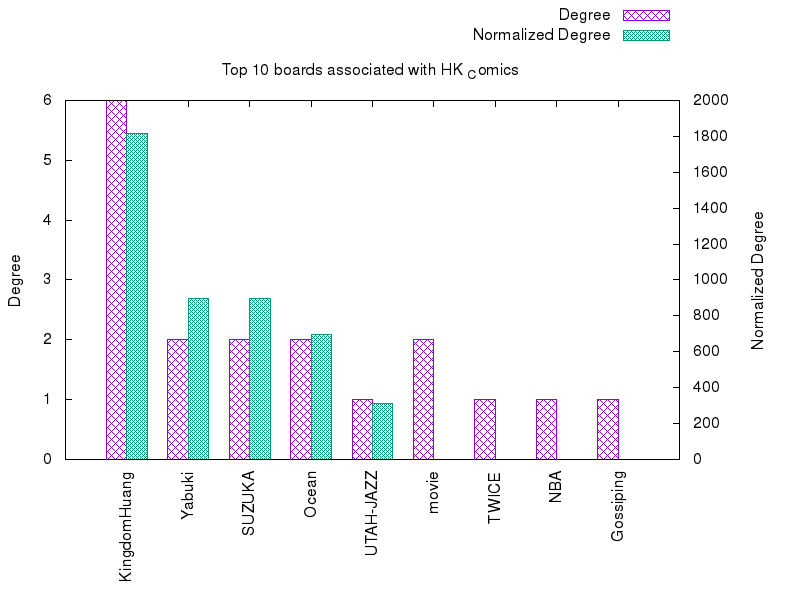 Degree
Normalized Degree
Top 10 boards associated with HK Comics
6 2000
1800
5
1600
1400
4
1200
3 1000
800
2
600
400
1
200
0 0
Degree
Normalized Degree
KingdomHuang
Yabuki
SUZUKA
Ocean
UTAH-JAZZ
movie
TWICE
NBA
Gossiping